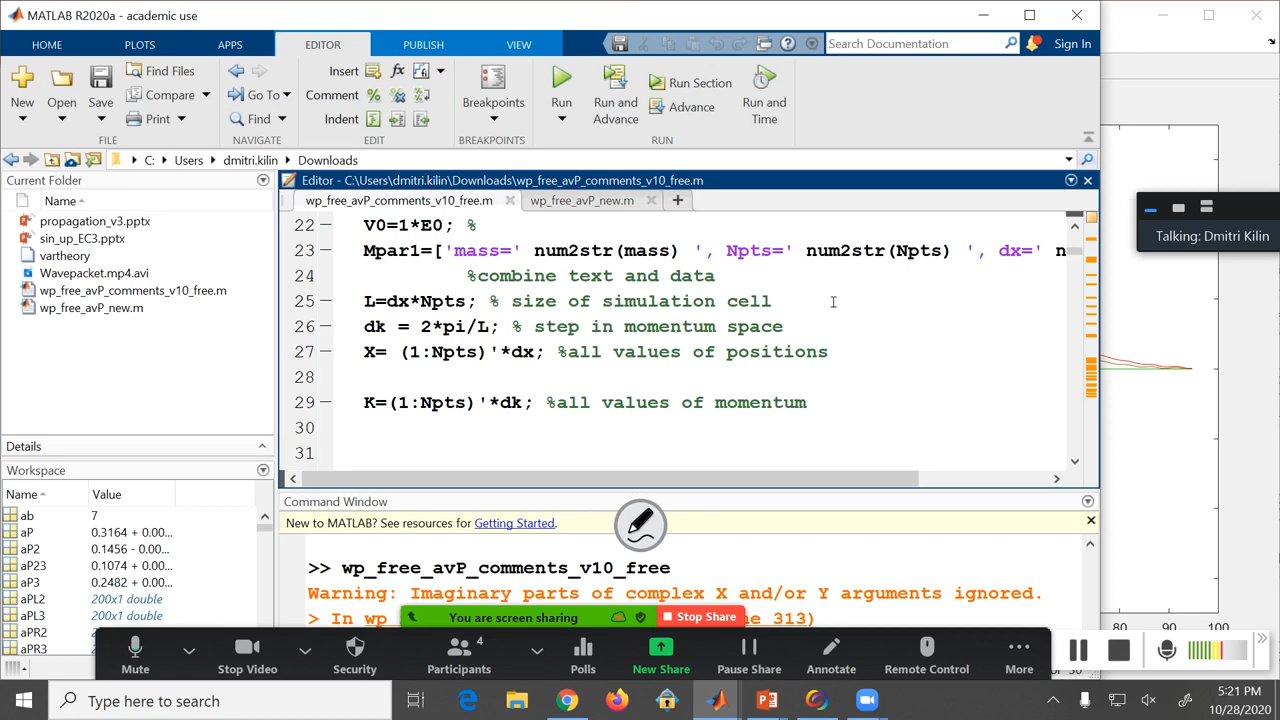 MATLAB R2020a - academic use
HOME PLOTS APPS EDITOR PUBLISH VIEW
Search Documentation
Sign In
New
Open
Save
Find Files
Compare
Print
FILE
Go To
Find
NAVIGATE
Insert
fx
Comment
Indent
EDIT
Breakpoints
BREAKPOINTS
Run
Run and
Advance
Run Section
Advance
Run and
Time
RUN
C: Users dmitri.kilin Downloads
Current Folder
Name
propagation_v3.pptx
sin_up_EC3.pptx
vartheory
Wavepacket.mp4.avi
wp_free_avP_comments_v10_free.m
wp_free_avP_new.m
Details
Workspace
Name Value
ab 7
aP 0.3164 + 0.00...
aP2 0.1456 - 0.00...
aP23 0.1074 + 0.00...
aP3 0.2482 + 0.00...
aPL2 200x1 double
aPL3 200x1 double
aPR2 200x1 double
aPR3 200x1 double
Editor - C:\Users\dmitri.kilin\Downloads\wp_free_avP_comments_v10_free.m
wp_free_avP_comments_v10_free.m
wp_free_avP_new.m
22 V0=1*E0; %
23 Mpar1=['mass=' num2str(mass) ', Npts=' num2str(Npts) ', dx=' n
24 %combine text and data
25 L=dx*Npts; % size of simulation cell
26 dk = 2*pi/L; % step in momentum space
27 X= (1:Npts)'*dx; %all values of positions
28
29 K=(1:Npts)'*dk; %all values of momentum
30
31
Command Window
New to MATLAB? See resources for Getting Started.
>> wp_free_avP_comments_v10_free
Warning: Imaginary parts of complex X and/or Y arguments ignored.
> In wp
313)
You are screen sharing
Stop Share
Mute
Stop Video
Security
4
Participants
Polls
New Share
Pause Share
Annotate
Remote Control
More
Talking: Dmitri Kilin
80 90 100
Type here to search
5:21 PM
10/28/2020